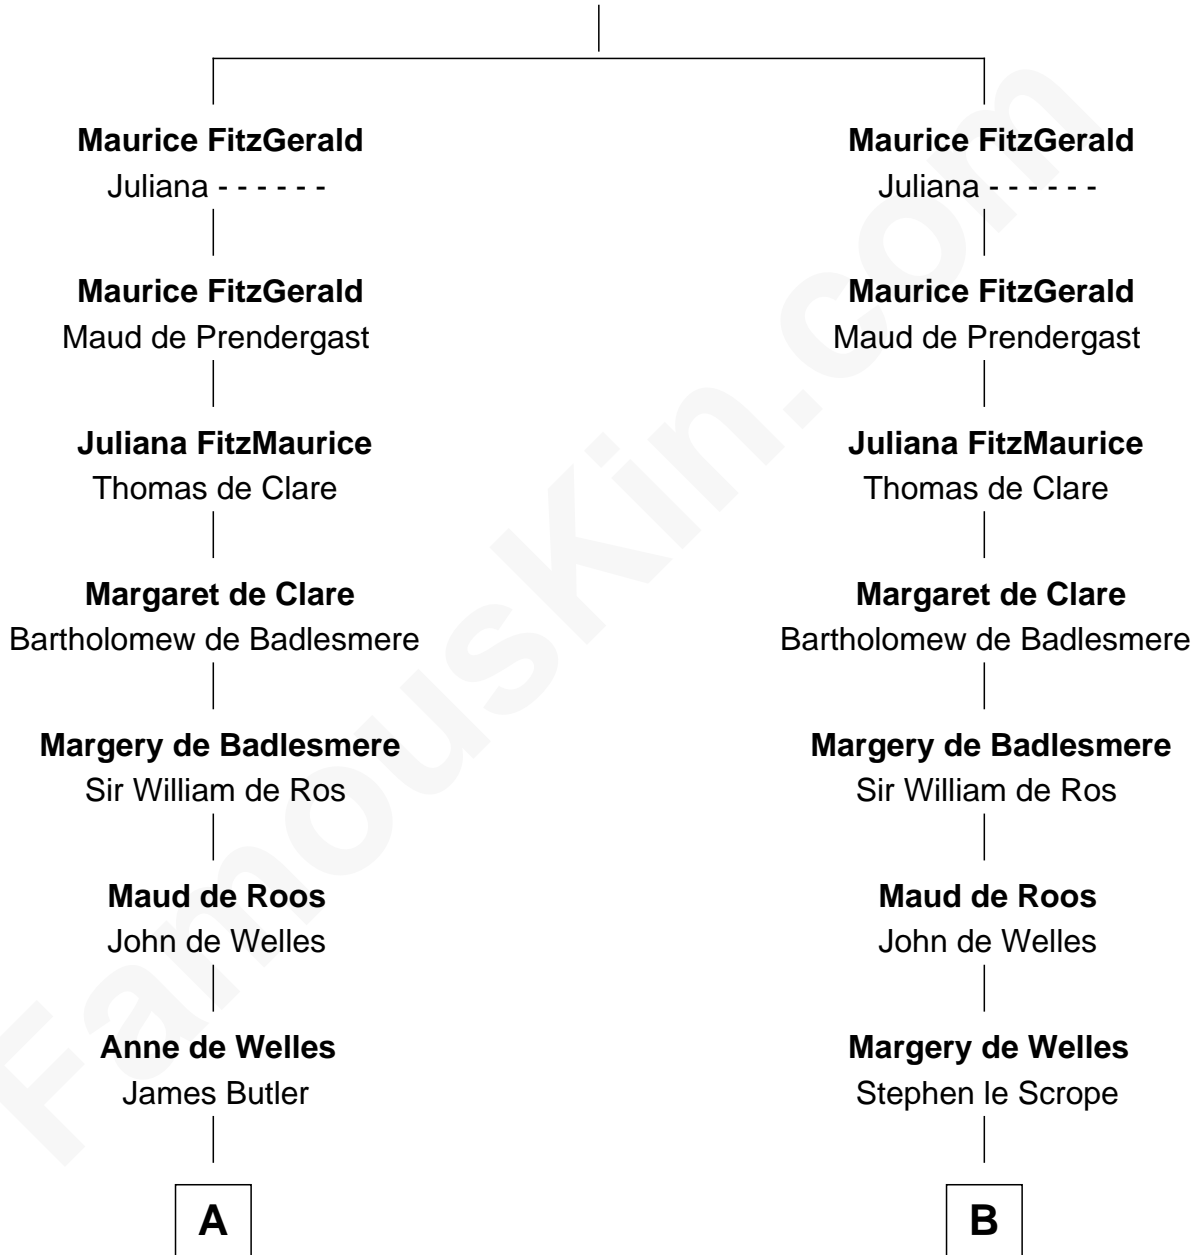 Maurice FitzGerald
Juliana - - - - - -
Maurice FitzGerald
Maud de Prendergast
Juliana FitzMaurice
Thomas de Clare
Margaret de Clare
Bartholomew de Badlesmere
Margery de Badlesmere
Sir William de Ros
Maud de Roos
John de Welles
Anne de Welles
James Butler
A
Maurice FitzGerald
Juliana - - - - - -
Maurice FitzGerald
Maud de Prendergast
Juliana FitzMaurice
Thomas de Clare
Margaret de Clare
Bartholomew de Badlesmere
Margery de Badlesmere
Sir William de Ros
Maud de Roos
John de Welles
Margery de Welles
Stephen le Scrope
B
FamousKin.com